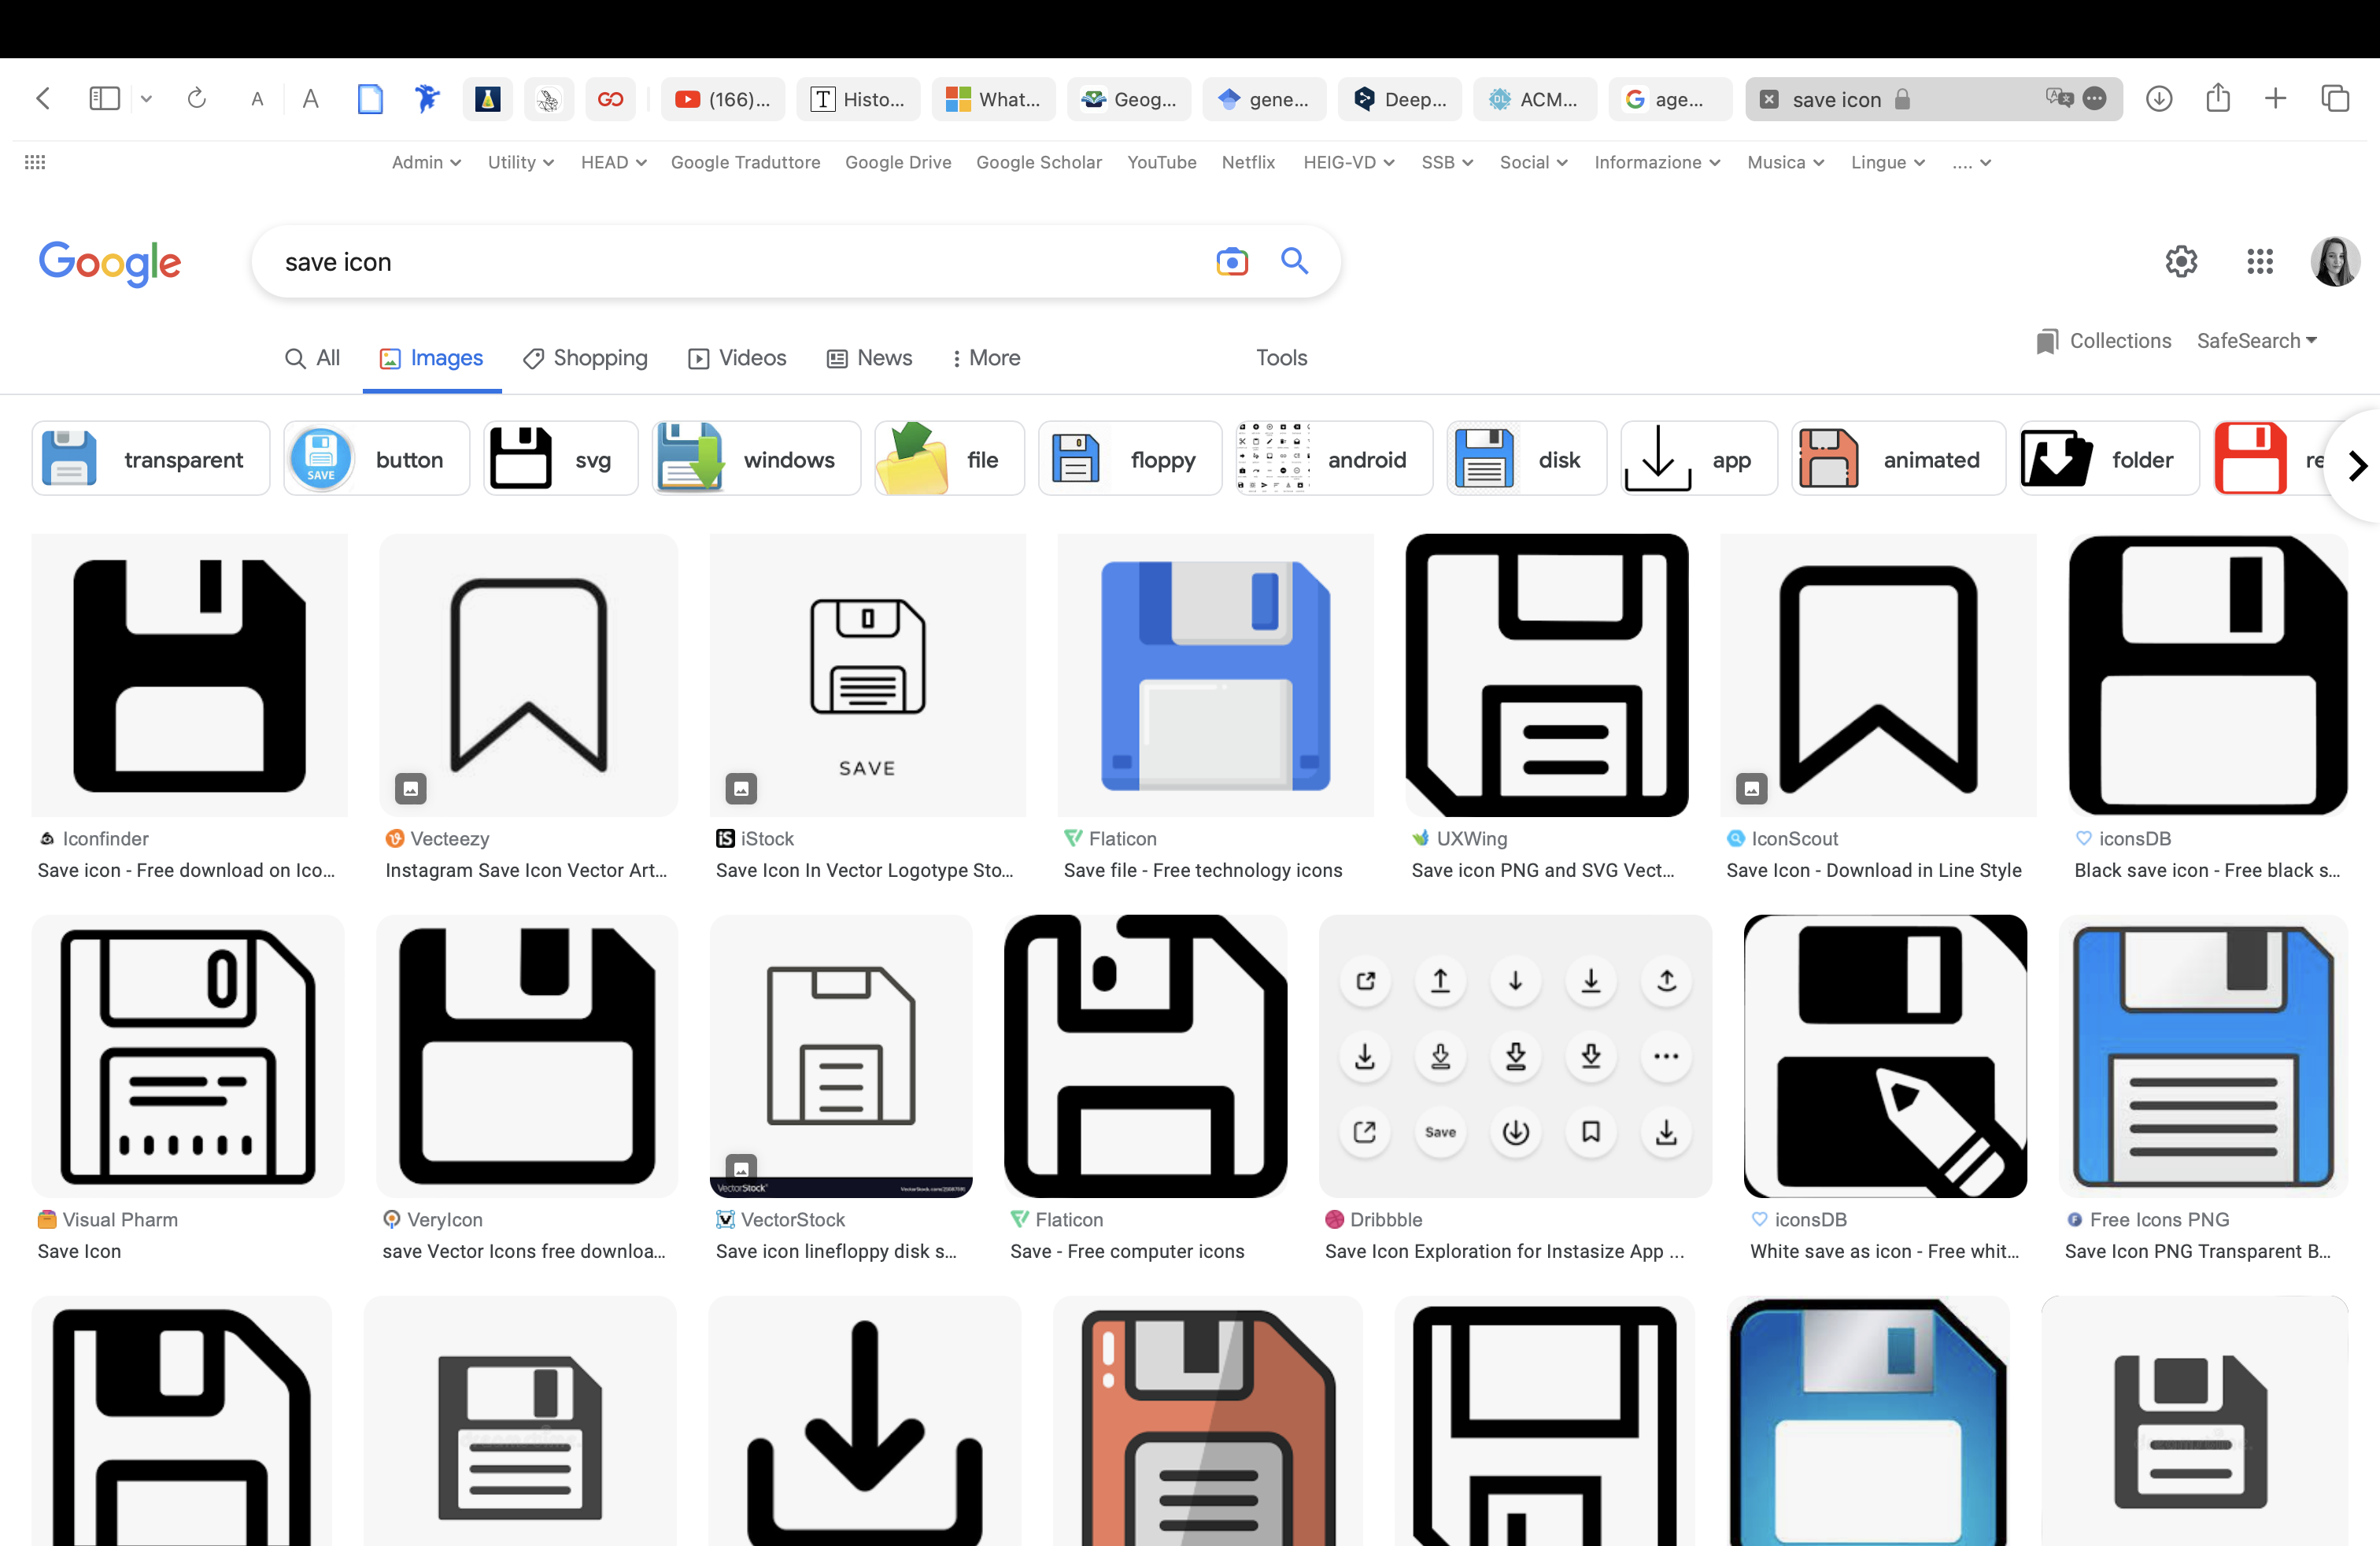 A A (166)... T Histo... What... Geog... gene... Deep... ACM... age... save icon
Admin Utility HEAD Google Traduttore Google Drive Google Scholar YouTube Netflix HEIG-VD SSB Social Informazione Musica Lingue ....
Google save icon
Collections SafeSearch
All Images Shopping Videos News More Tools
transparent SAVE button svg windows file floppy android disk app animated folder re
SAVE
Iconfinder Vecteezy iS iStock Flaticon UXWing IconScout iconsDB
Save icon - Free download on Ico... Instagram Save Icon Vector Art... Save Icon In Vector Logotype Sto... Save file - Free technology icons Save icon PNG and SVG Vect... Save Icon - Download in Line Style Black save icon - Free black s...
Save
VectorStock
Visual Pharm VeryIcon VectorStock Flaticon Dribbble iconsDB Free Icons PNG
Save Icon save Vector Icons free downloa... Save icon linefloppy disk s... Save - Free computer icons Save Icon Exploration for Instasize App ... White save as icon - Free whit... Save Icon PNG Transparent B...